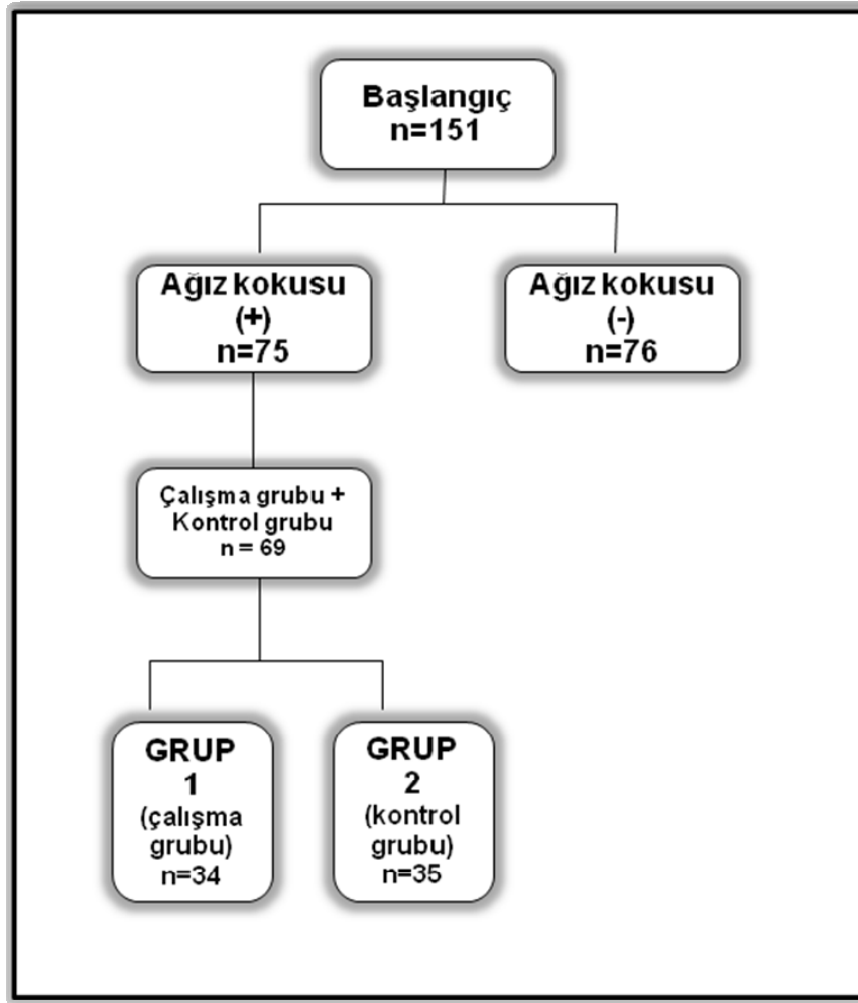 Başlangıç
n=151
Ağız kokusu
(+)
n=75
Ağız kokusu
(-)
n=76
Çalışma grubu +
Kontrol grubu
n = 69
GRUP
1
(çalışma
grubu)
n=34
GRUP
2
(kontrol
grubu)
n=35